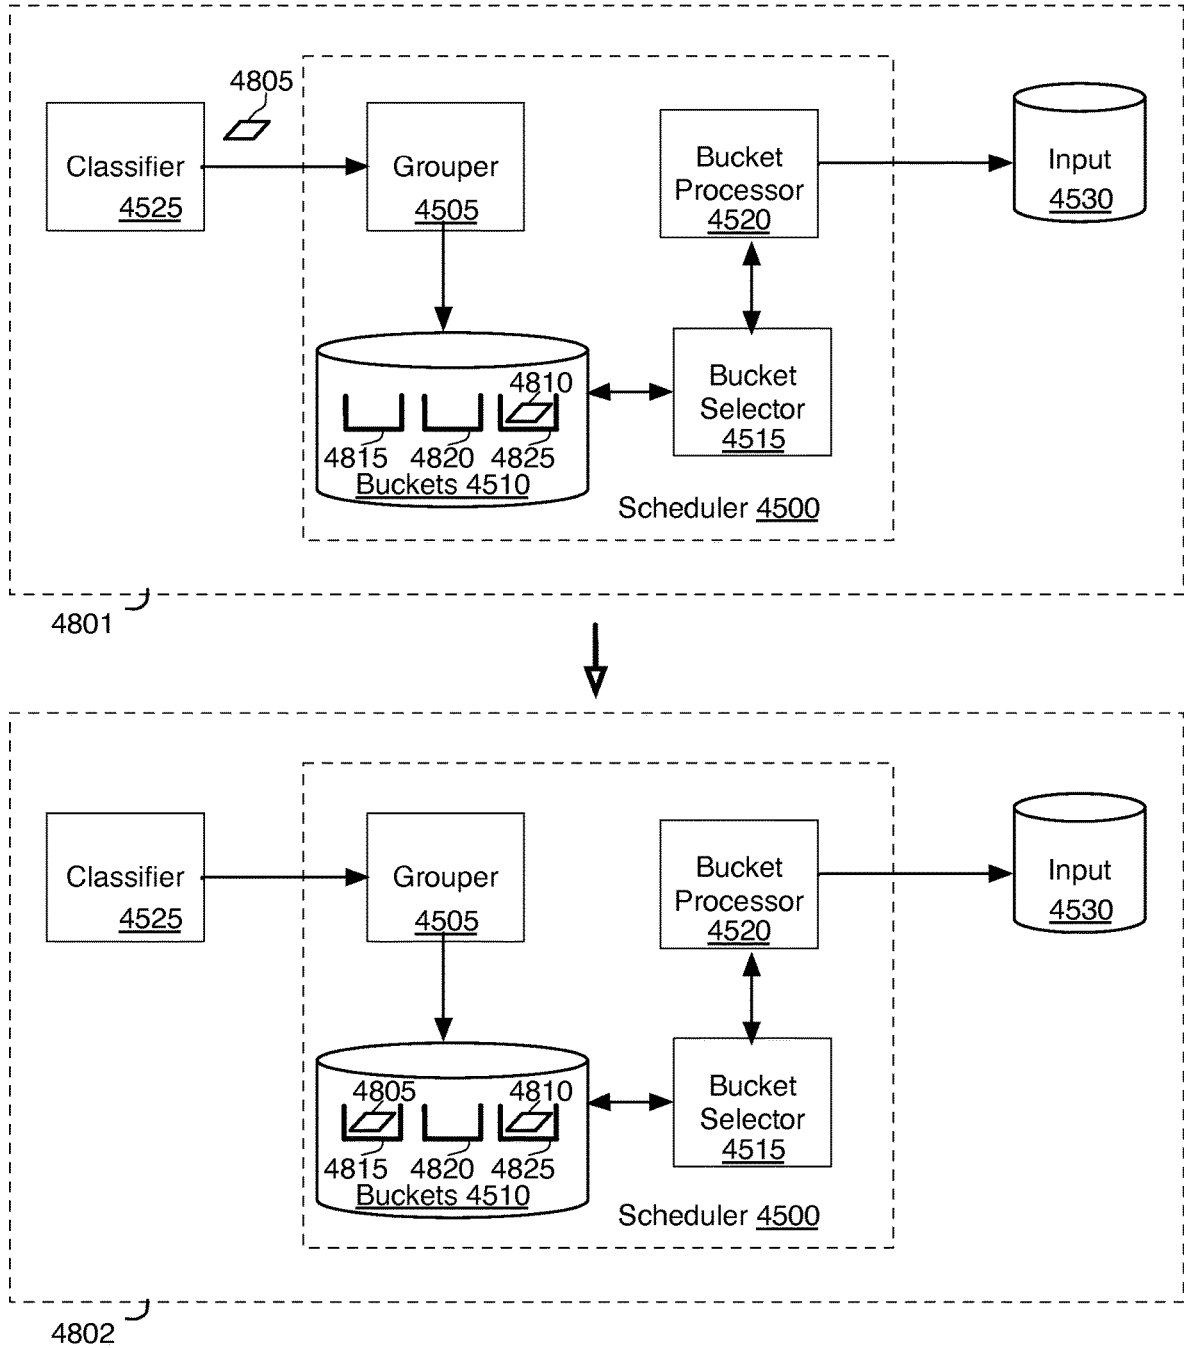 4805
Classifier
4525
Grouper
4505
Bucket
Processor
4520
Input
4530
4810
4815 4820 4825
Buckets 4510
Bucket
Selector
4515
Scheduler 4500
4801
Classifier
4525
Grouper
4505
Bucket
Processor
4520
Input
4530
4805 4810
4815 4820 4825
Buckets 4510
Bucket
Selector
4515
Scheduler 4500
4802